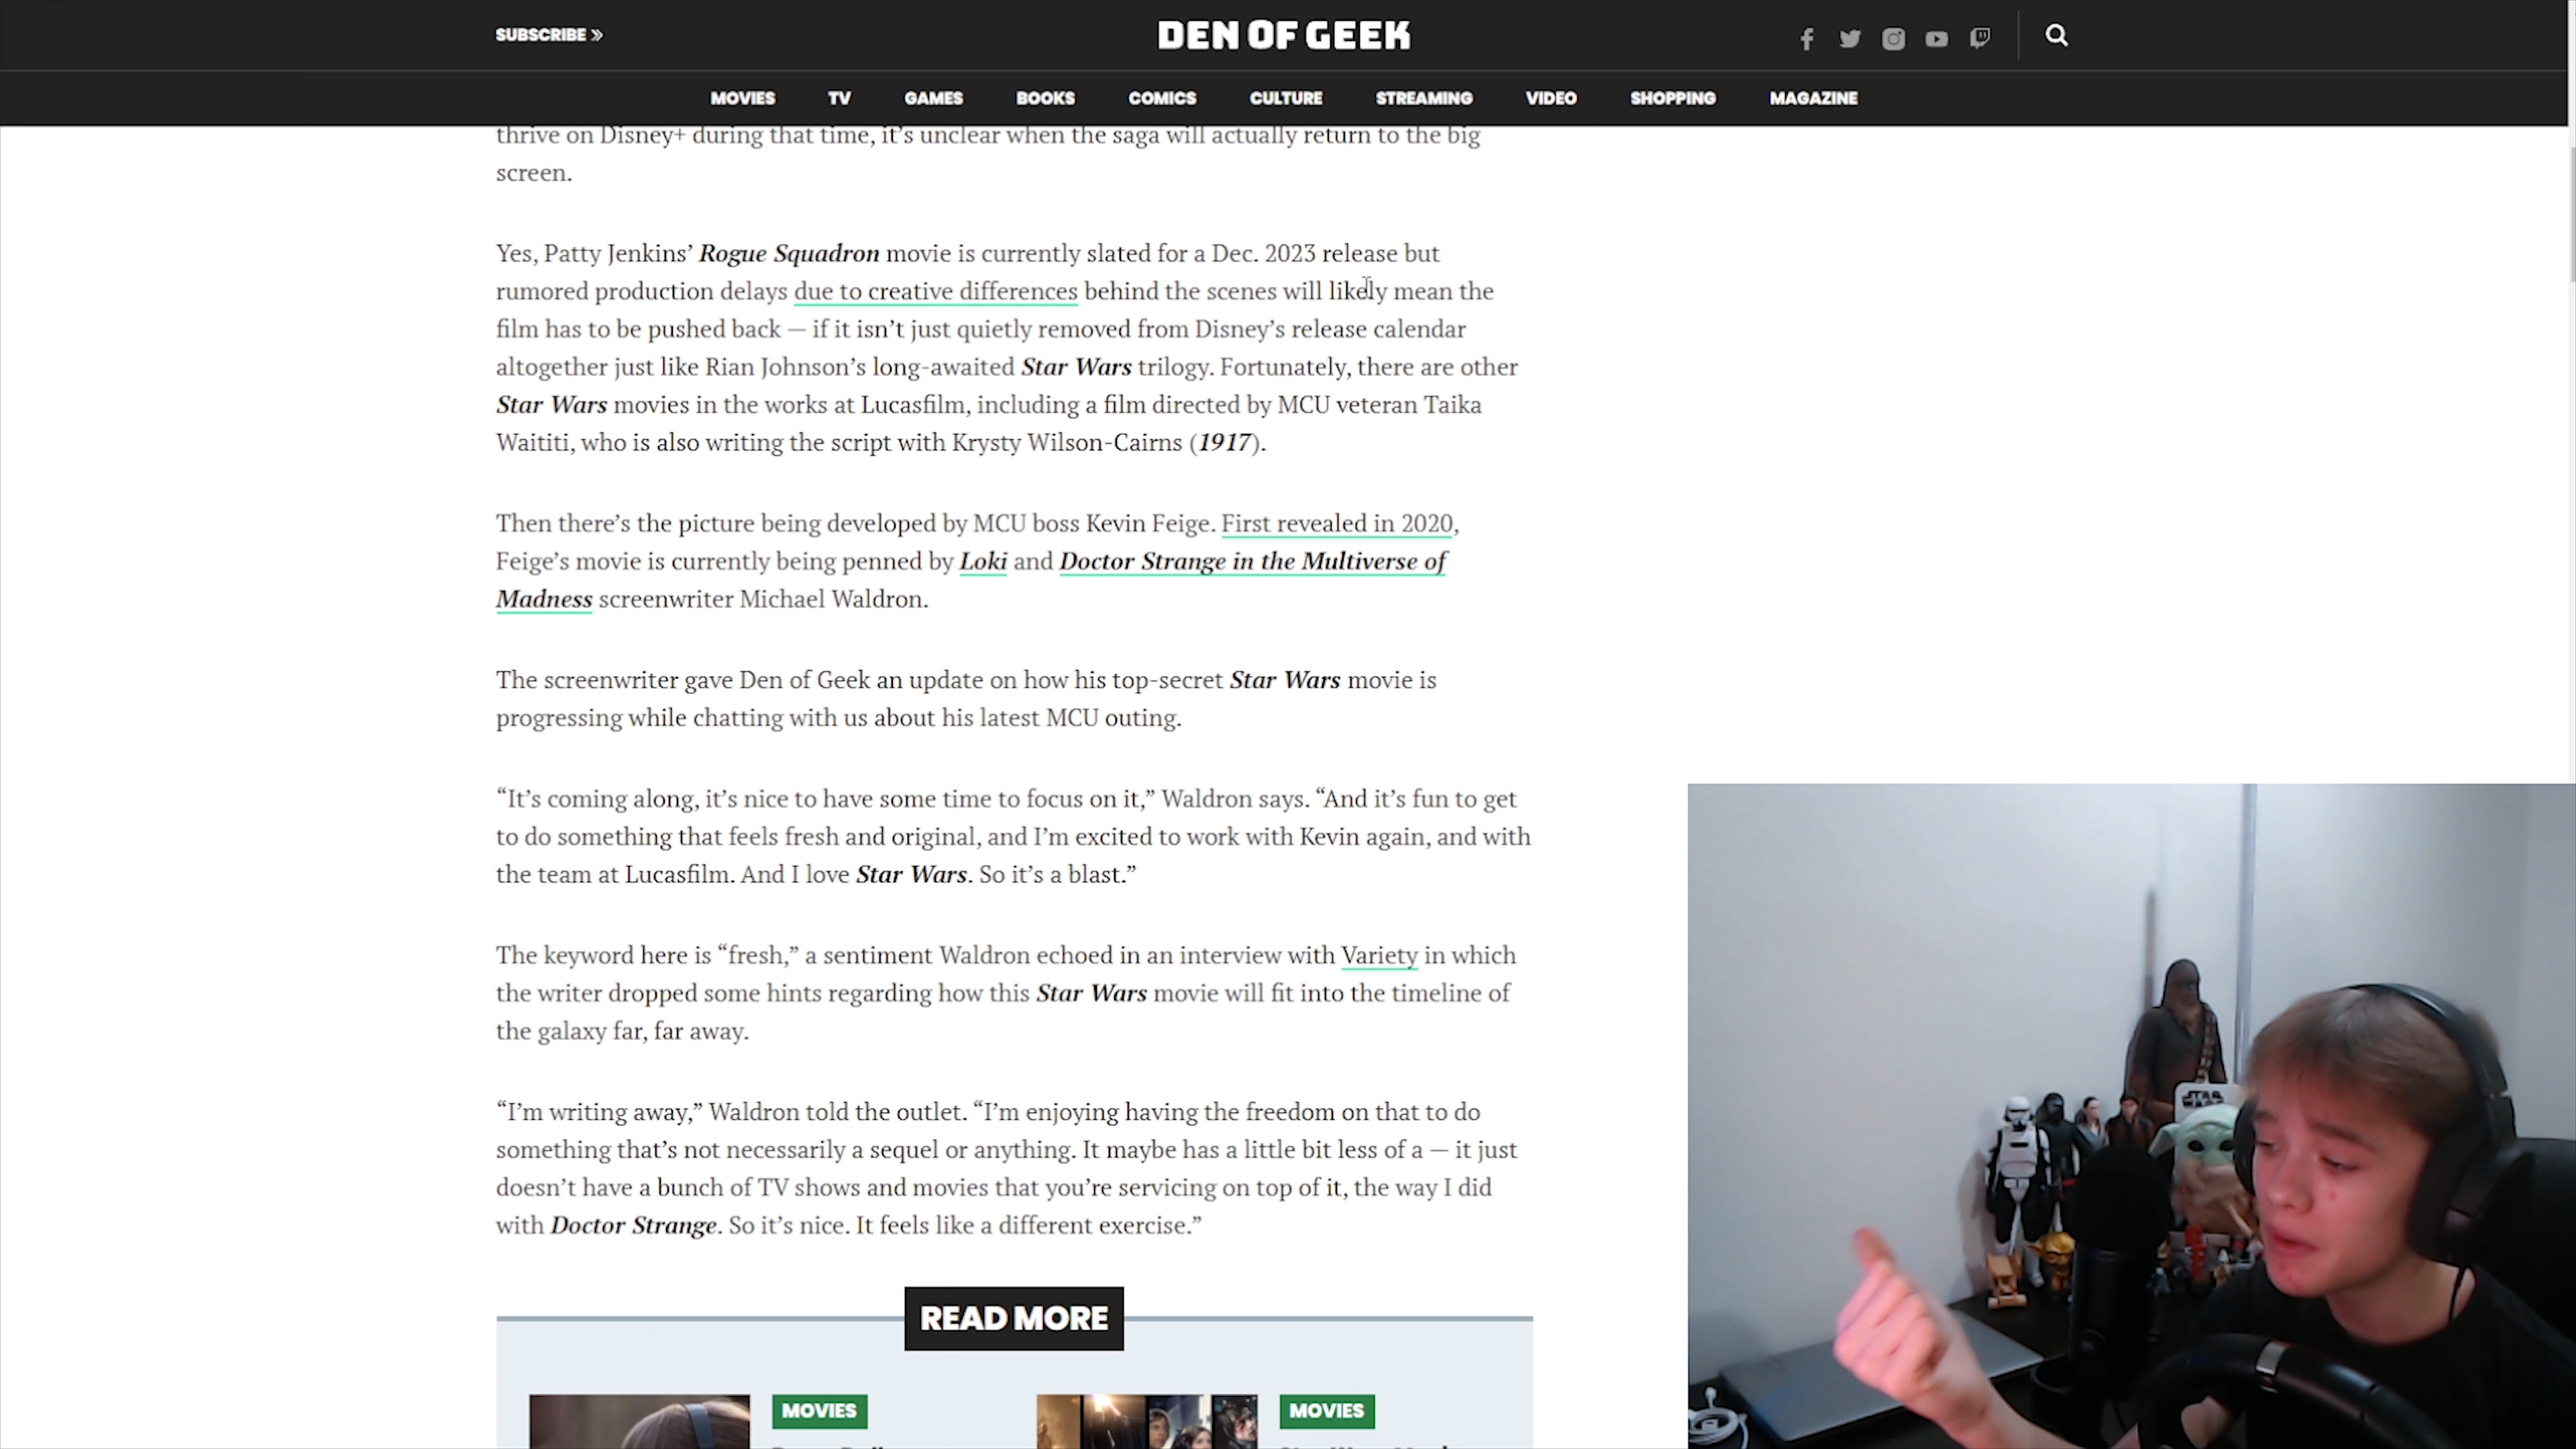 SUBSCRIBE »
DEN OF GEEK
MOVIES TV GAMES BOOKS COMICS CULTURE STREAMING VIDEO SHOPPING MAGAZINE
thrive on Disney+ during that time, it’s unclear when the saga will actually return to the big
screen.
Yes, Patty Jenkins’ Rogue Squadron movie is currently slated for a Dec. 2023 release but
rumored production delays due to creative differences behind the scenes will likely mean the
film has to be pushed back — if it isn’t just quietly removed from Disney’s release calendar
altogether just like Rian Johnson’s long-awaited Star Wars trilogy. Fortunately, there are other
Star Wars movies in the works at Lucasfilm, including a film directed by MCU veteran Taika
Waititi, who is also writing the script with Krysty Wilson-Cairns (1917).
Then there’s the picture being developed by MCU boss Kevin Feige. First revealed in 2020,
Feige’s movie is currently being penned by Loki and Doctor Strange in the Multiverse of
Madness screenwriter Michael Waldron.
The screenwriter gave Den of Geek an update on how his top-secret Star Wars movie is
progressing while chatting with us about his latest MCU outing.
“It’s coming along, it’s nice to have some time to focus on it,” Waldron says. “And it’s fun to get
to do something that feels fresh and original, and I’m excited to work with Kevin again, and with
the team at Lucasfilm. And I love Star Wars. So it’s a blast.”
The keyword here is “fresh,” a sentiment Waldron echoed in an interview with Variety in which
the writer dropped some hints regarding how this Star Wars movie will fit into the timeline of
the galaxy far, far away.
“I’m writing away,” Waldron told the outlet. “I’m enjoying having the freedom on that to do
something that’s not necessarily a sequel or anything. It maybe has a little bit less of a — it just
doesn’t have a bunch of TV shows and movies that you’re servicing on top of it, the way I did
with Doctor Strange. So it’s nice. It feels like a different exercise.”
READ MORE
MOVIES
MOVIES
STAR WARS